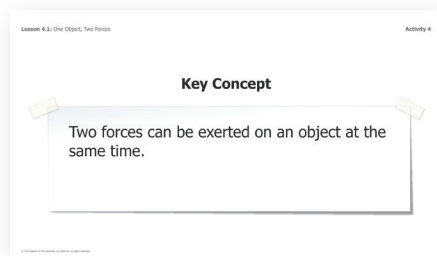 Lesson 4.1: One Object, Two Forces
Activity 4
Key Concept
Two forces can be exerted on an object at the
same time.